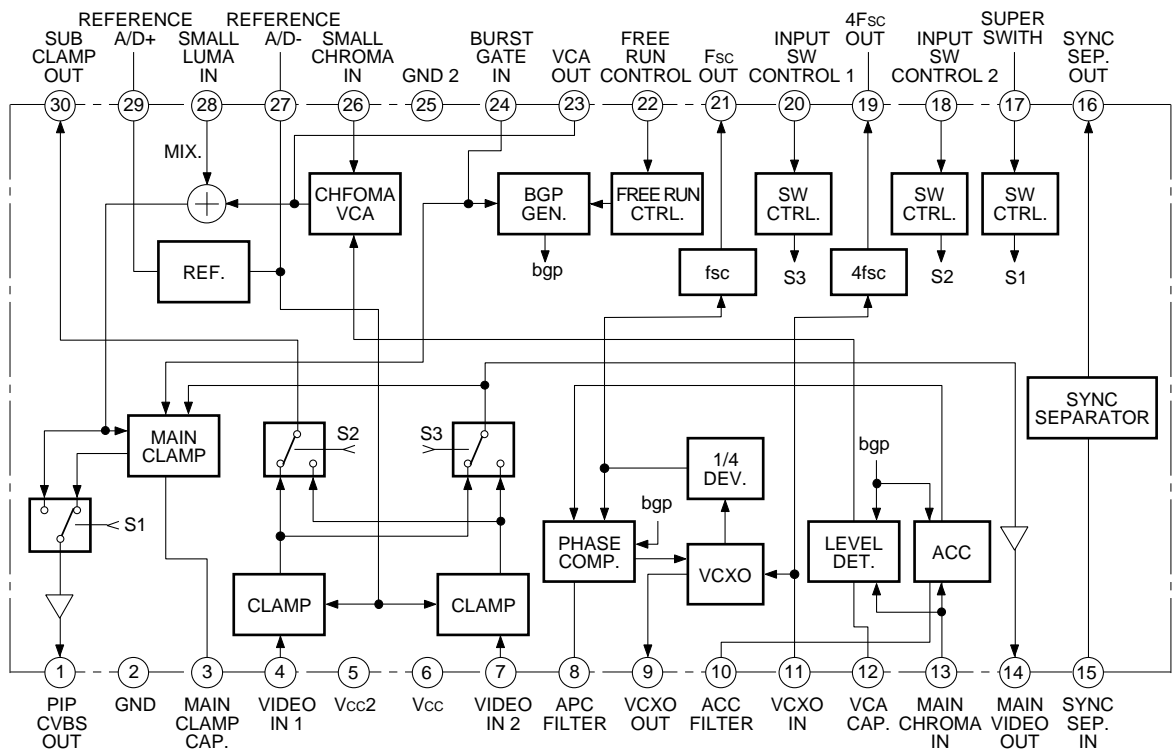 SUB CLAMP OUT
REFERENCE A/D+
SMALL LUMA IN
REFERENCE A/D-
SMALL CHROMA IN
GND 2
BURST GATE IN
VCA OUT
FREE RUN CONTROL
FSC OUT
INPUT SW CONTROL 1
4FSC OUT
INPUT SW CONTROL 2
SUPER SWITH
SYNC SEP. OUT
30 29 28 27 26 25 24 23 22 21 20 19 18 17 16
MIX.
CHFOMA VCA
BGP GEN.
FREE RUN CTRL.
SW CTRL.
SW CTRL.
SW CTRL.
REF.
bgp
fsc
S3
4fsc
S2
S1
MAIN CLAMP
S2
S3
SYNC SEPARATOR
1/4 DEV.
bgp
bgp
S1
PHASE COMP.
VCXO
LEVEL DET.
ACC
CLAMP
CLAMP
1 2 3 4 5 6 7 8 9 10 11 12 13 14 15
PIP CVBS OUT
GND
MAIN CLAMP CAP.
VIDEO IN 1
VCC2
VCC
VIDEO IN 2
APC FILTER
VCXO OUT
ACC FILTER
VCXO IN
VCA CAP.
MAIN CHROMA IN
MAIN VIDEO OUT
SYNC SEP. IN